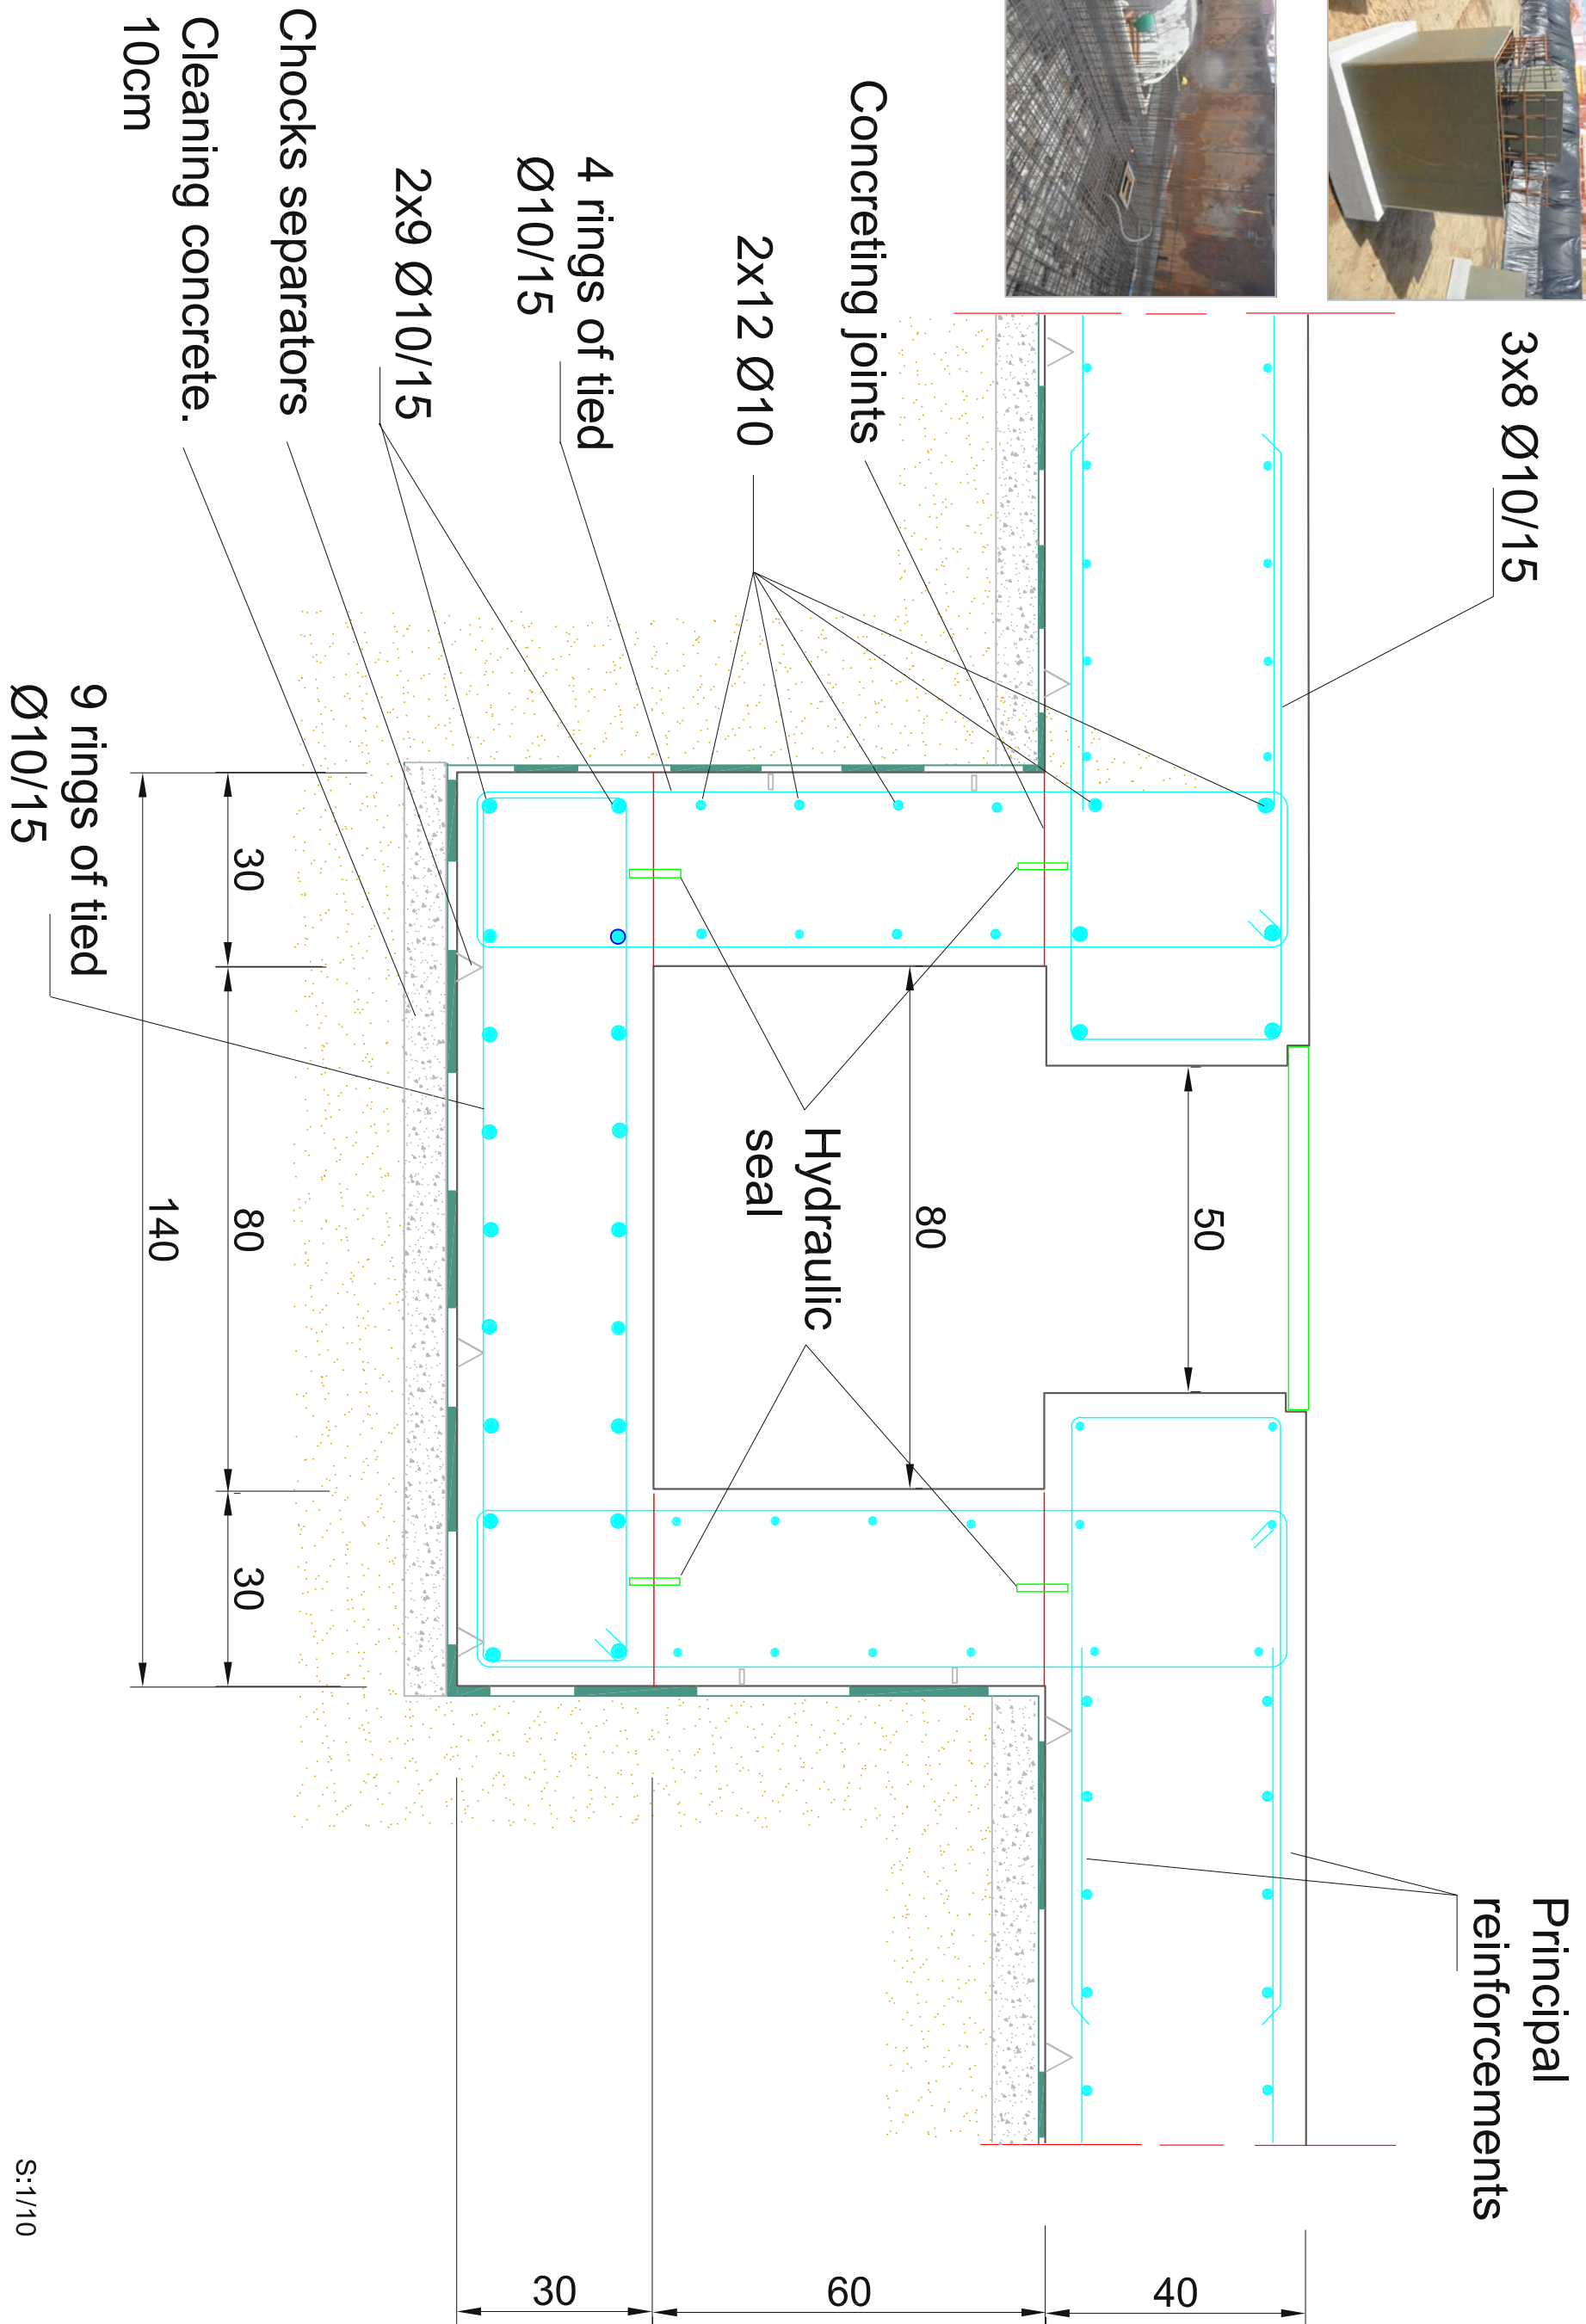 3x8 Ø10/15
Principal
reinforcements
Concreting joints
2x12 Ø10
4 rings of tied
Ø10/15
2x9 Ø10/15
Chocks separators
Cleaning concrete.
10cm
9 rings of tied
Ø10/15
Hydraulic
seal
50
80
30
80
30
140
40
60
30
S:1/10